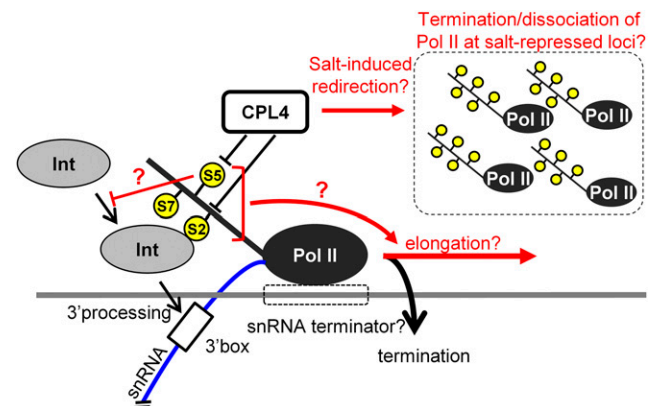 Termination/dissociation of
Pol II at salt-repressed loci?
Salt-induced
redirection?
CPL4
Pol II
Pol II
Pol II
Pol II
Int
?
S5
S7
S2
?
Int
Pol II
elongation?
3'processing
snRNA terminator?
3'box
termination
snRNA